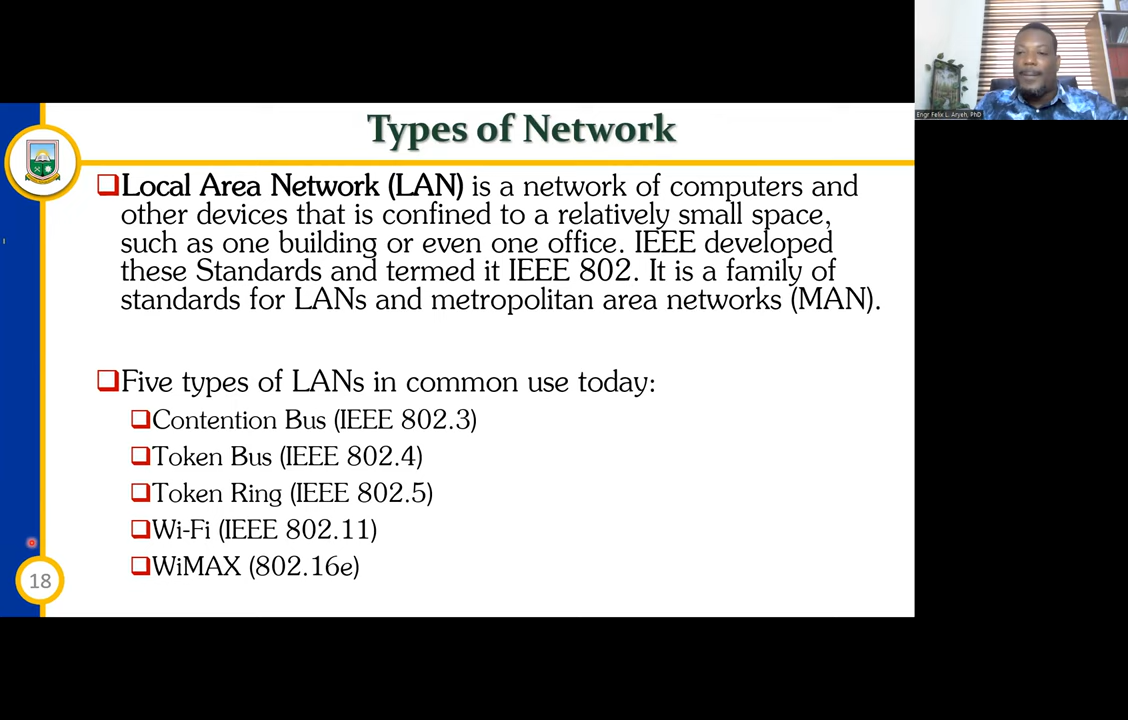 Engr Felix L. Aryeh, PhD
Types of Network
Local Area Network (LAN) is a network of computers and
other devices that is confined to a relatively small space,
such as one building or even one office. IEEE developed
these Standards and termed it IEEE 802. It is a family of
standards for LANs and metropolitan area networks (MAN).
Five types of LANs in common use today:
Contention Bus (IEEE 802.3)
Token Bus (IEEE 802.4)
Token Ring (IEEE 802.5)
Wi-Fi (IEEE 802.11)
WiMAX (802.16e)
18